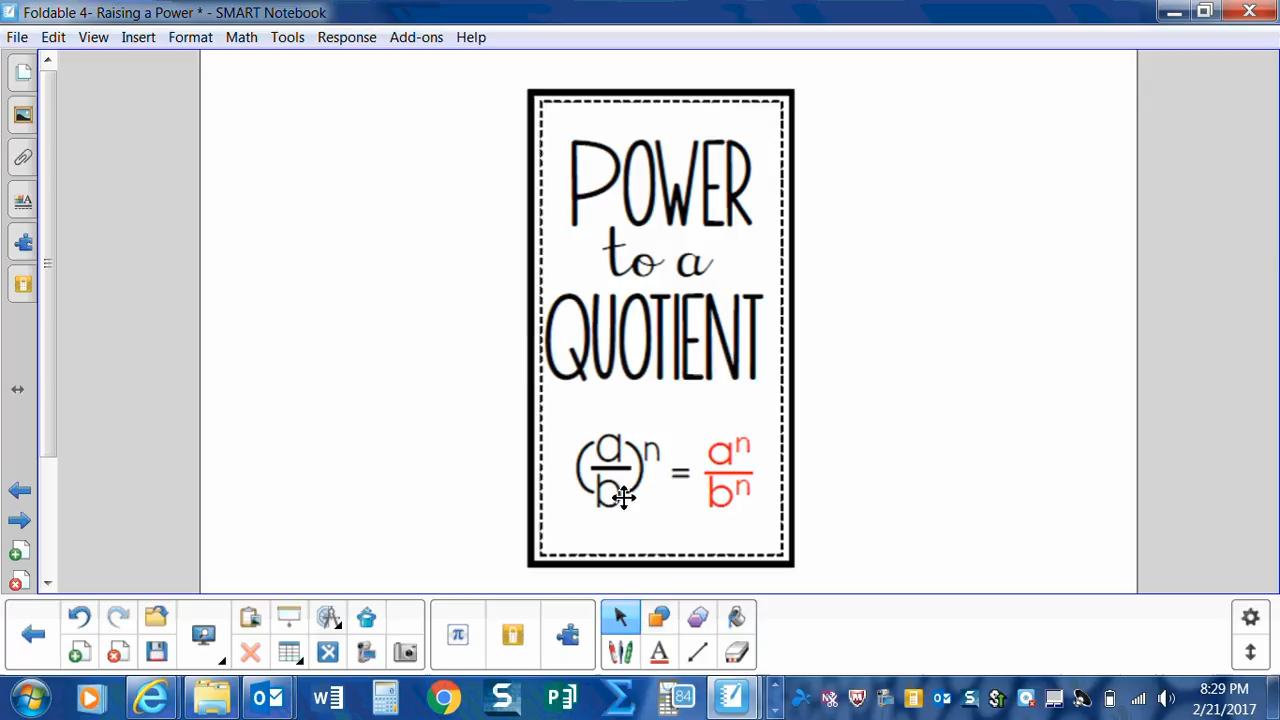 Foldable 4- Raising a Power * - SMART Notebook
File Edit View Insert Format Math Tools Response Add-ons Help
POWER
to a
QUOTIENT
(a/b)ⁿ = aⁿ/bⁿ
π
A
84
8:29 PM
2/21/2017